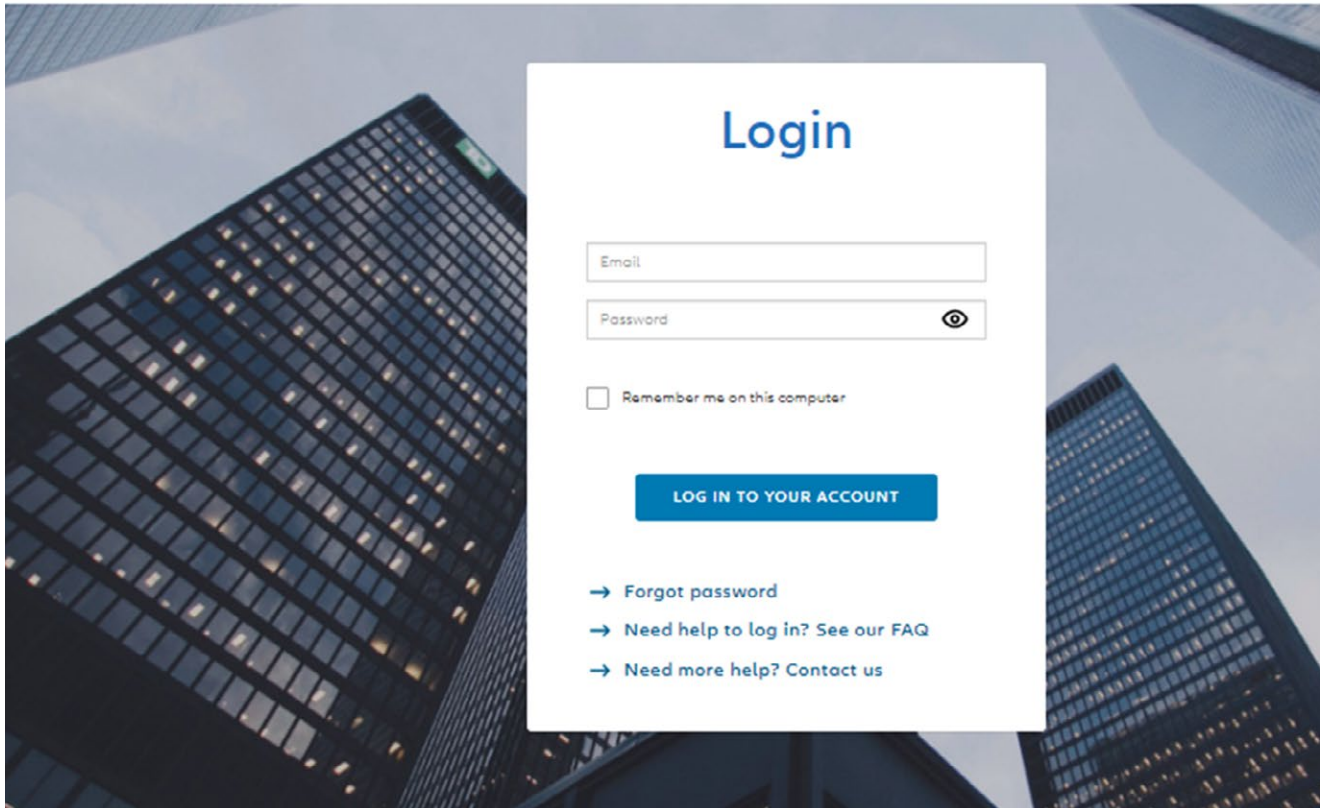 Login
Email
Password
Remember me on this computer
LOG IN TO YOUR ACCOUNT
→ Forgot password
→ Need help to log in? See our FAQ
→ Need more help? Contact us